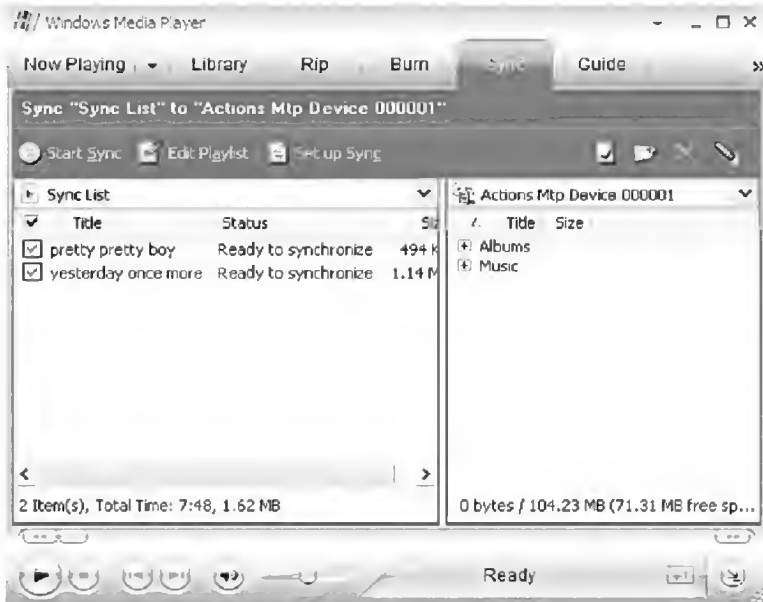 Windows Media Player
Now Playing Library Rip Burn Sync Guide »
Sync "Sync List" to "Actions Mtp Device 000001"
Start Sync Edit Playlist Set up Sync
Sync List
Title Status
pretty pretty boy Ready to synchronize 494
yesterday once more Ready to synchronize 1.14
2 Item(s), Total Time: 7:48, 1.62 MB
Actions Mtp Device 000001
Title Size
Albums
Music
0 bytes / 104.23 MB (71.31 MB free sp...
Ready